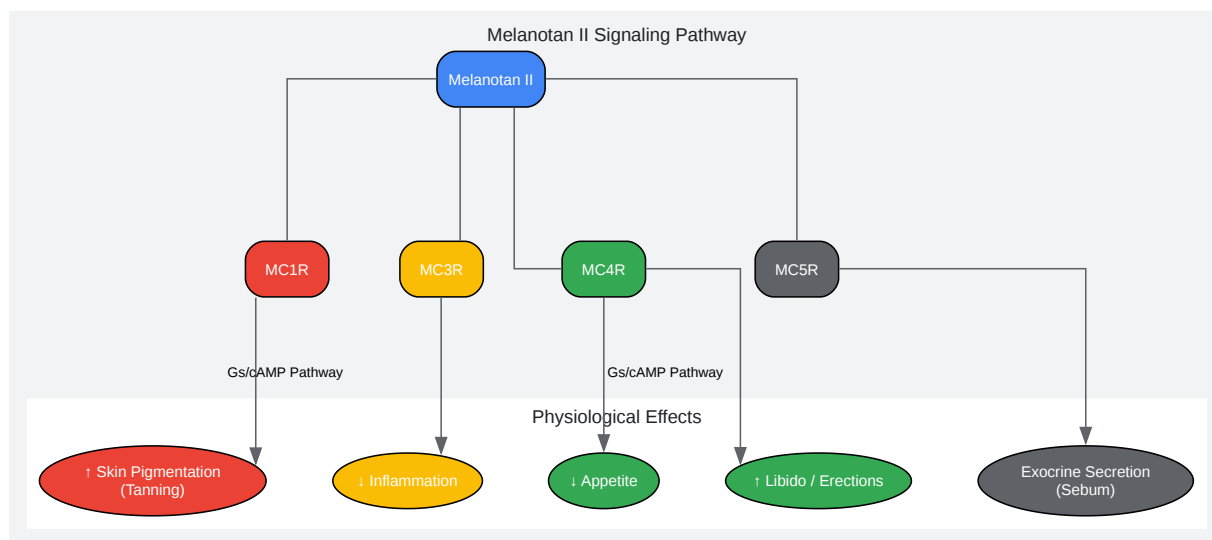 Melanotan II Signaling Pathway
Melanotan II
MC1R
MC3R
MC4R
MC5R
Gs/cAMP Pathway
Gs/cAMP Pathway
Physiological Effects
↑ Skin Pigmentation
(Tanning)
↓ Inflammation
↓ Appetite
↑ Libido / Erections
Exocrine Secretion
(Sebum)